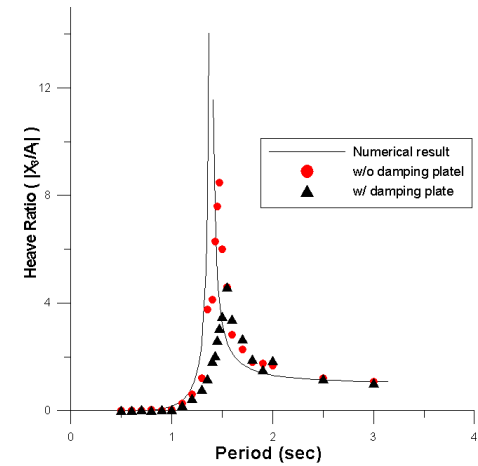 12
8
4
0
Heave Ratio ( |X₃/Aᵢ| )
Numerical result
w/o damping platel
w/ damping plate
0 1 2 3 4
Period (sec)